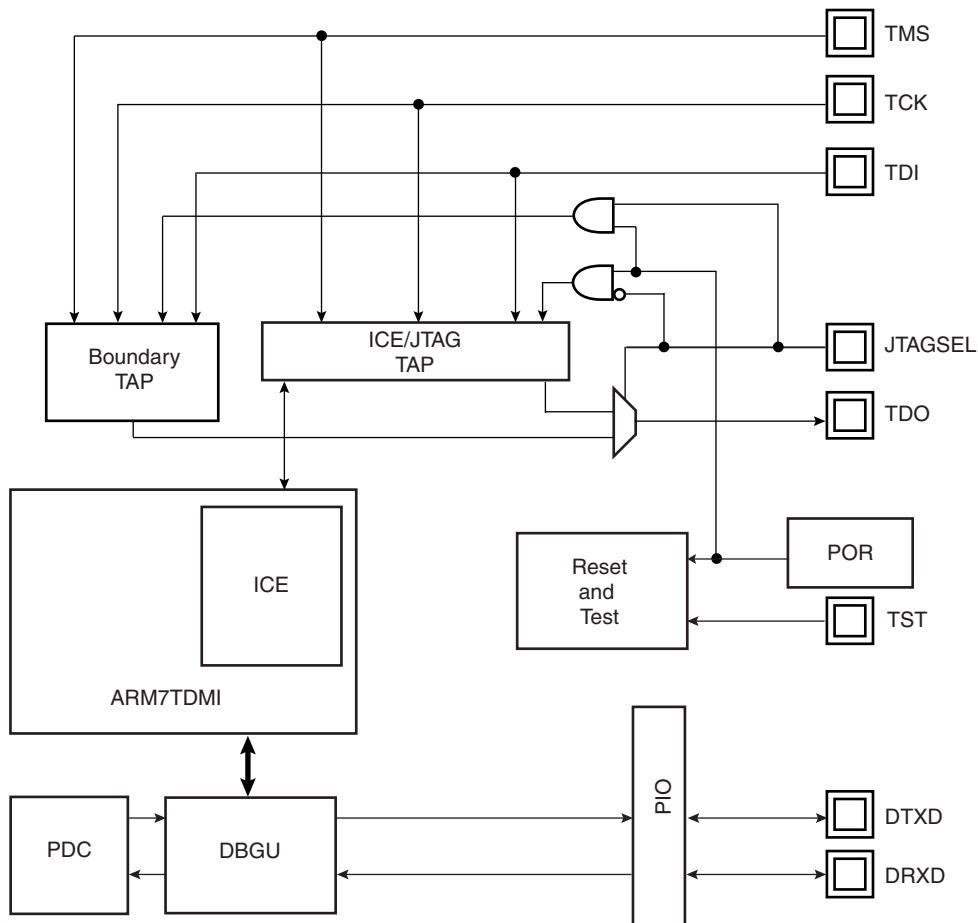 TMS
TCK
TDI
Boundary
TAP
ICE/JTAG
TAP
JTAGSEL
TDO
ICE
ARM7TDMI
Reset
and
Test
POR
TST
PIO
PDC
DBGU
DTXD
DRXD